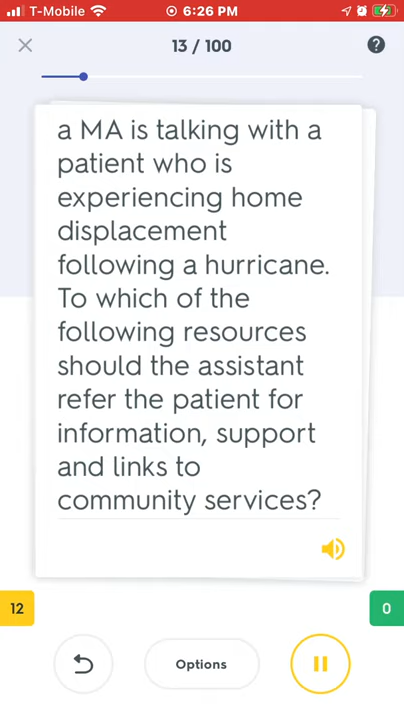 T-Mobile 6:26 PM
13 / 100
?
a MA is talking with a
patient who is
experiencing home
displacement
following a hurricane.
To which of the
following resources
should the assistant
refer the patient for
information, support
and links to
community services?
12
0
Options